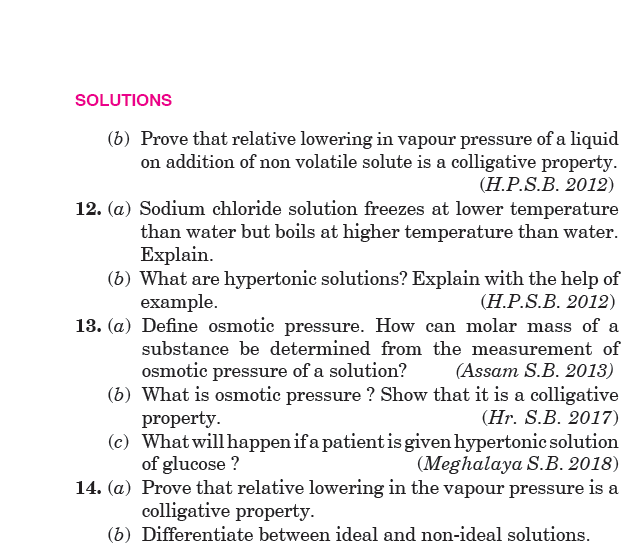 SOLUTIONS
(b) Prove that relative lowering in vapour pressure of a liquid
on addition of non volatile solute is a colligative property.
(H.P.S.B. 2012)
12. (a) Sodium chloride solution freezes at lower temperature
than water but boils at higher temperature than water.
Explain.
(b) What are hypertonic solutions? Explain with the help of
example. (H.P.S.B. 2012)
13. (a) Define osmotic pressure. How can molar mass of a
substance be determined from the measurement of
osmotic pressure of a solution? (Assam S.B. 2013)
(b) What is osmotic pressure ? Show that it is a colligative
property. (Hr. S.B. 2017)
(c) What will happen if a patient is given hypertonic solution
of glucose ? (Meghalaya S.B. 2018)
14. (a) Prove that relative lowering in the vapour pressure is a
colligative property.
(b) Differentiate between ideal and non-ideal solutions.